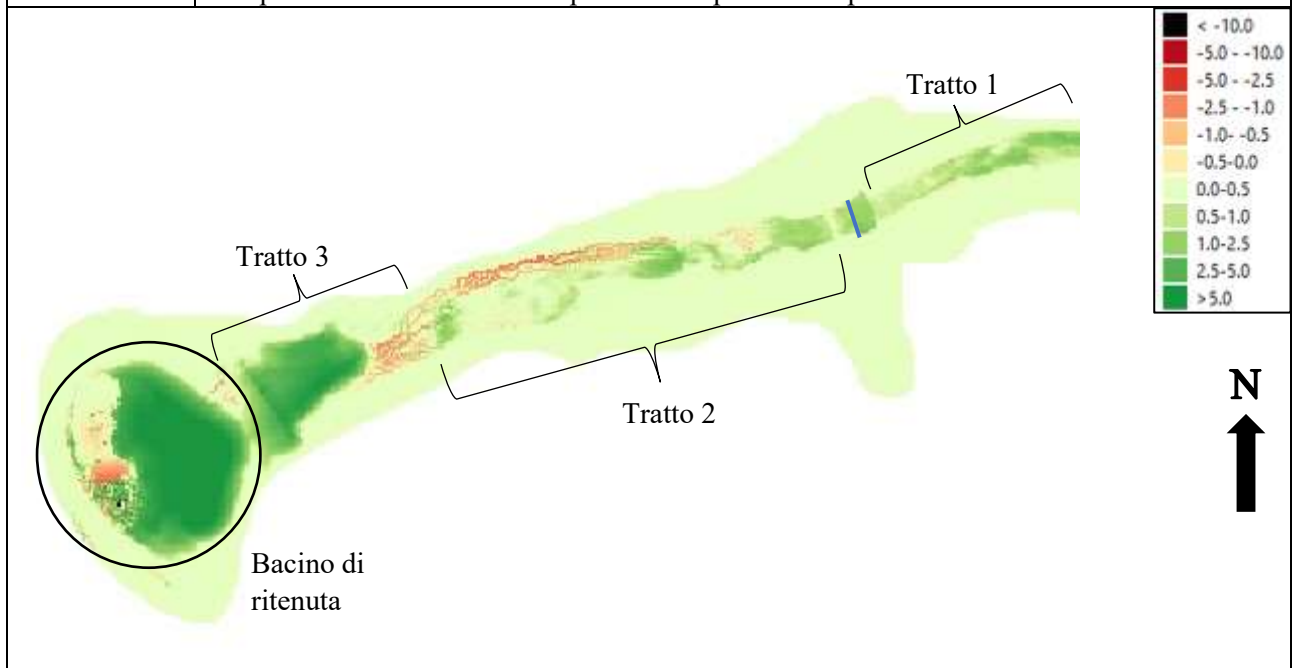 < -10.0
-5.0 - -10.0
-5.0 - -2.5
-2.5 - -1.0
-1.0- -0.5
-0.5-0.0
0.0-0.5
0.5-1.0
1.0-2.5
2.5-5.0
>5.0
Tratto 1
Tratto 3
Tratto 2
N
Bacino di
ritenuta